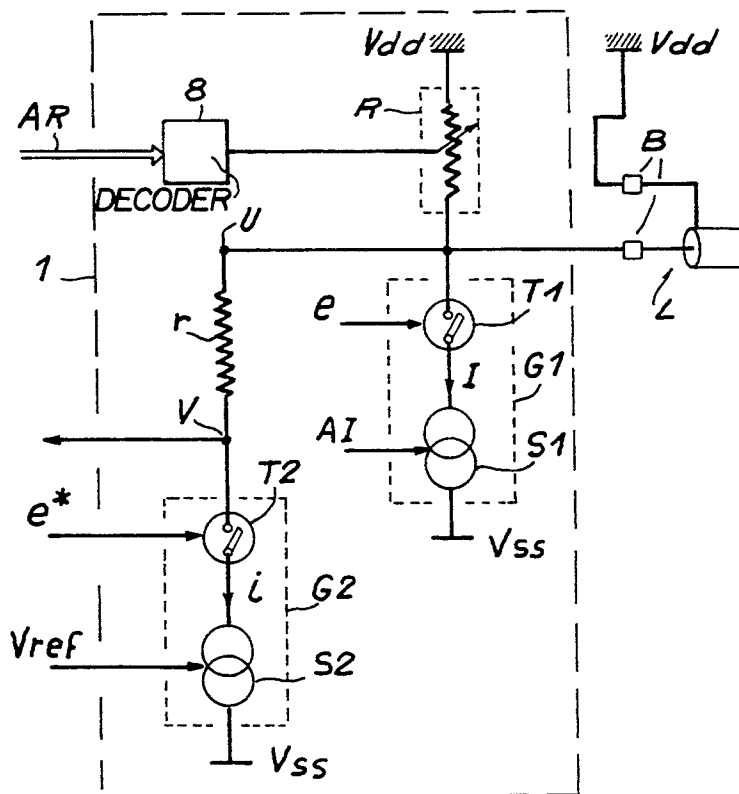 Vdd
Vdd
8
R
AR
B
DECODER
U
1
T1
e
L
r
I
G1
V
AI
S1
T2
e*
Vss
i
G2
Vref
S2
Vss